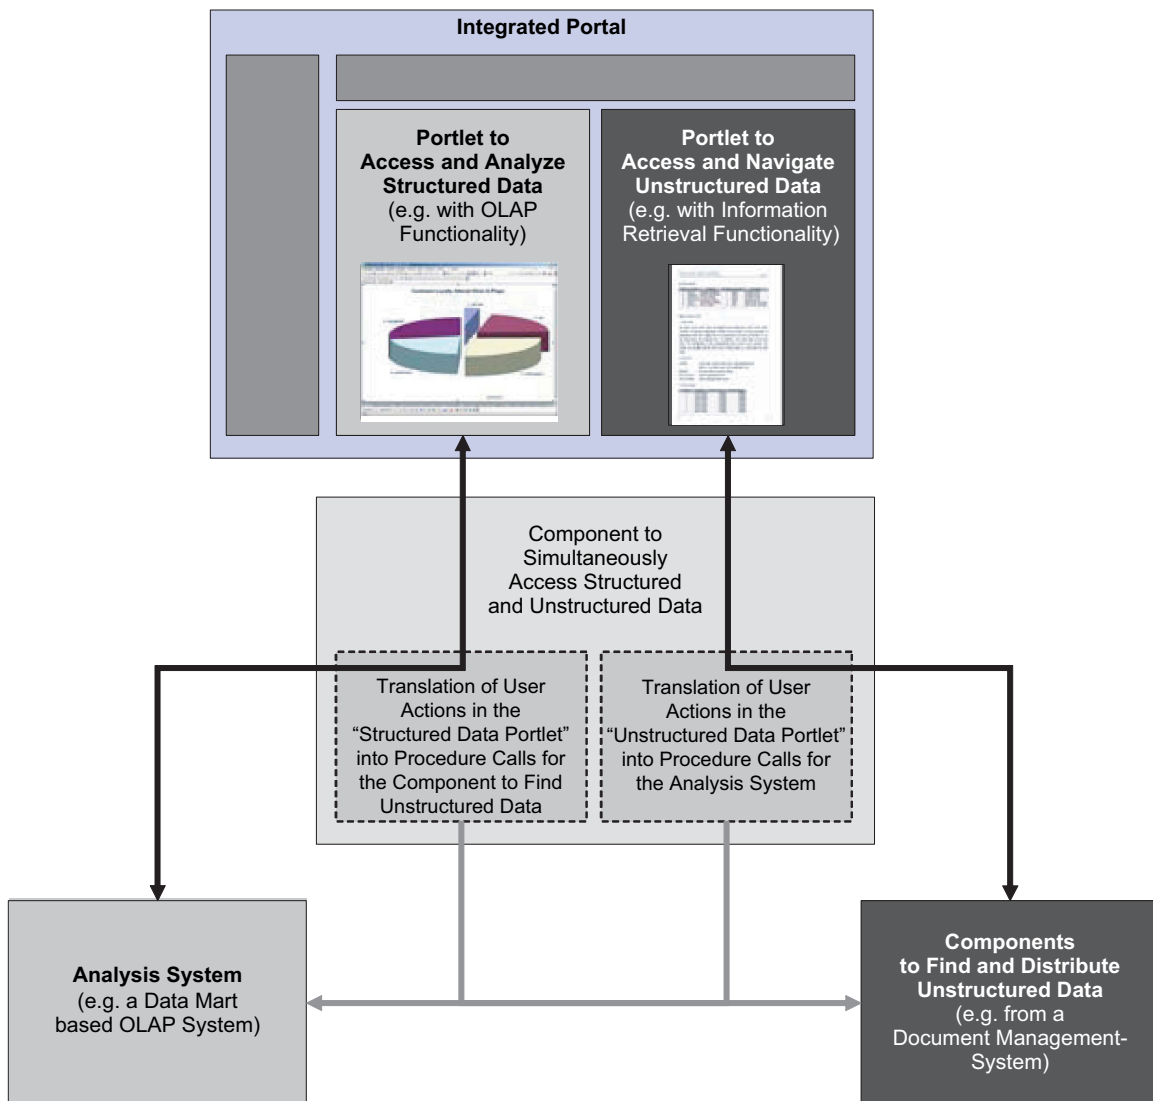 Integrated Portal
Portlet to
Access and Analyze
Structured Data
(e.g. with OLAP
Functionality)
Portlet to
Access and Navigate
Unstructured Data
(e.g. with Information
Retrieval Functionality)
Component to
Simultaneously
Access Structured
and Unstructured Data
Translation of User
Actions in the
“Structured Data Portlet”
into Procedure Calls for
the Component to Find
Unstructured Data
Translation of User
Actions in the
“Unstructured Data Portlet”
into Procedure Calls for
the Analysis System
Analysis System
(e.g. a Data Mart
based OLAP System)
Components
to Find and Distribute
Unstructured Data
(e.g. from a
Document Management-
System)